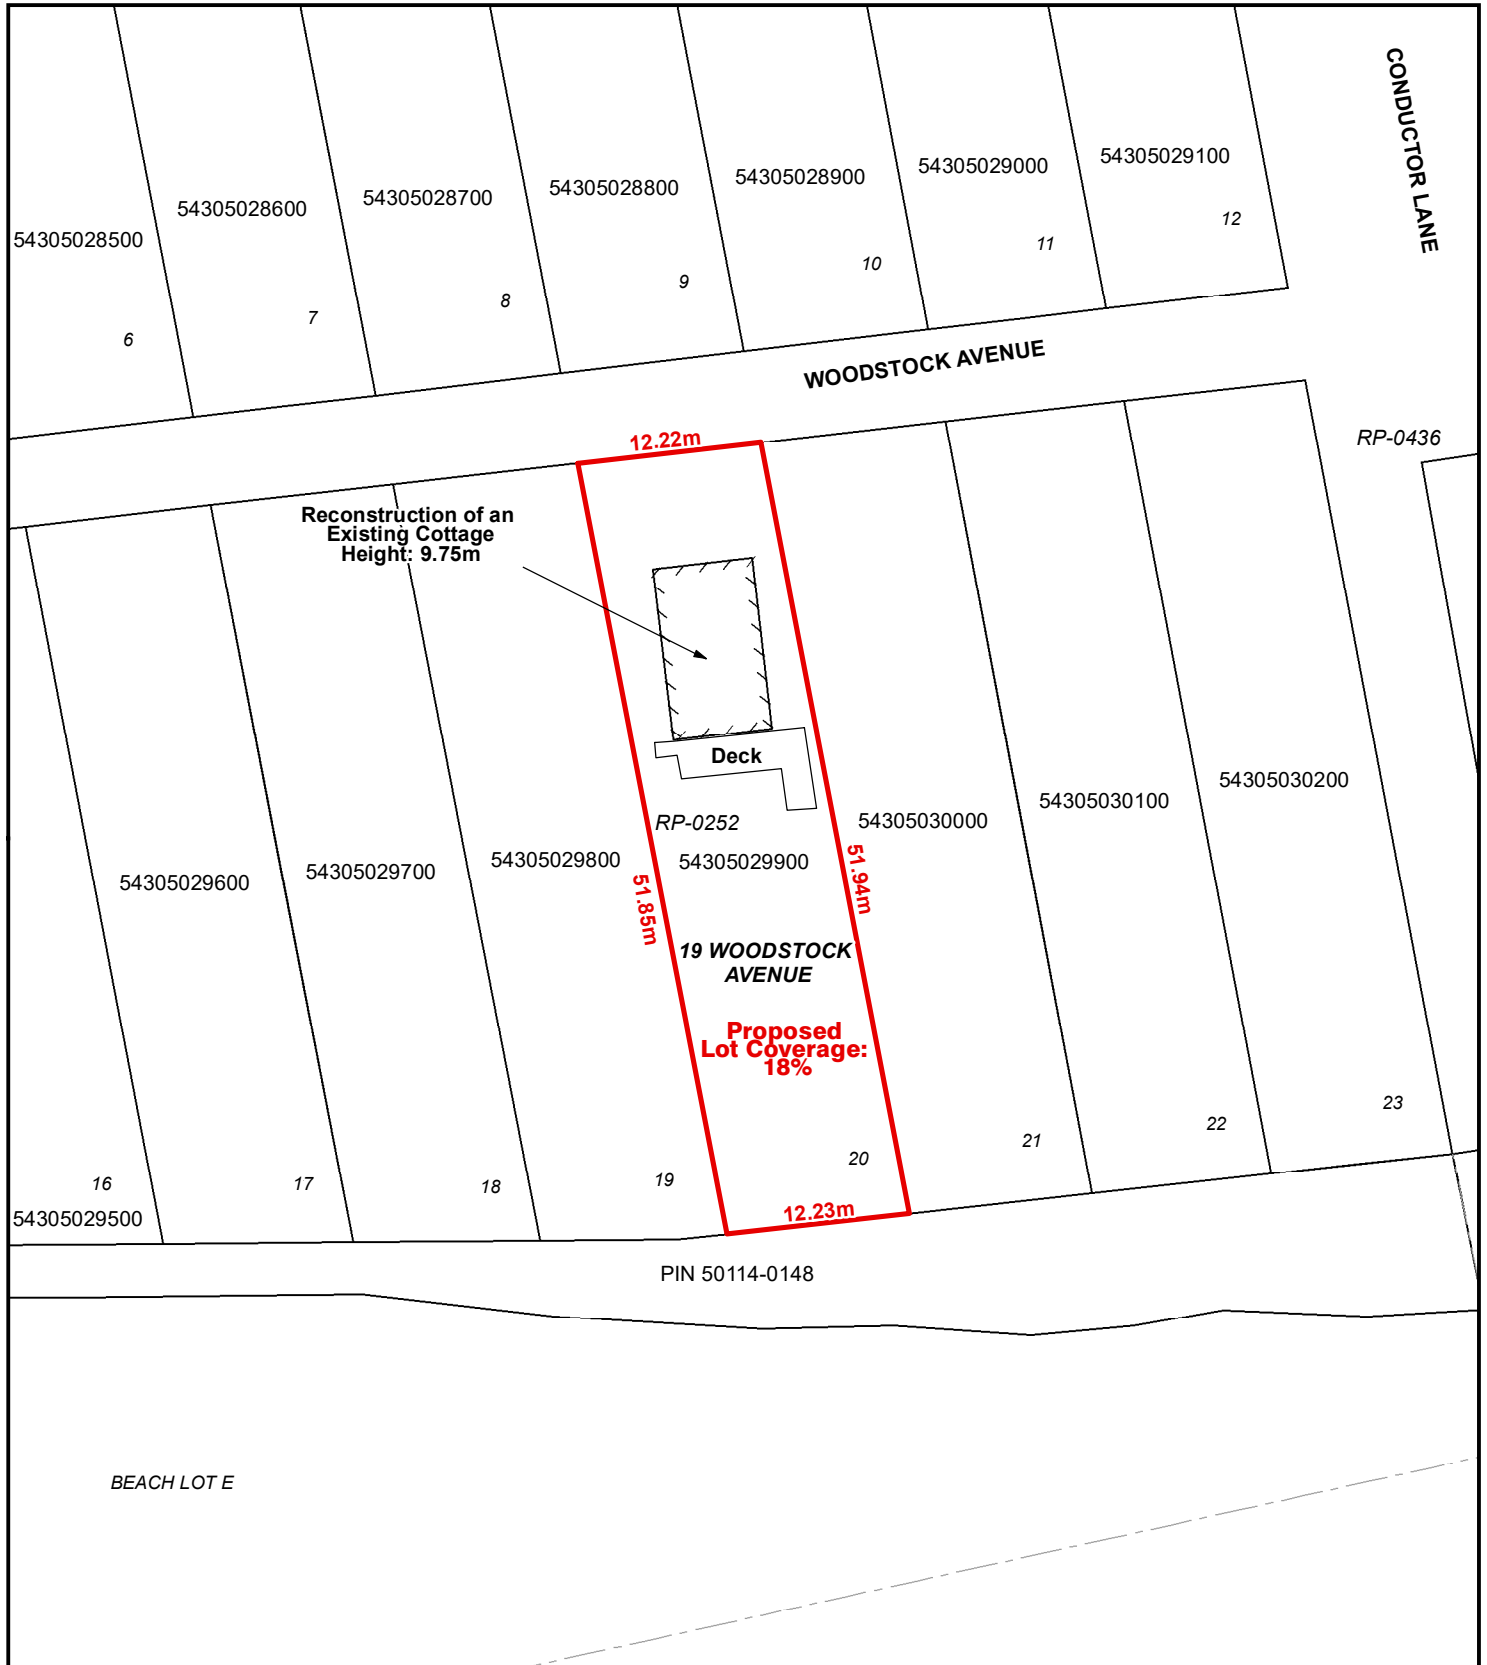 CONDUCTOR LANE
54305028500
54305028600
54305028700
54305028800
54305028900
54305029000
54305029100
6
7
8
9
10
11
12
WOODSTOCK AVENUE
RP-0436
12.22m
Reconstruction of an
Existing Cottage
Height: 9.75m
Deck
RP-0252
54305029600
54305029700
54305029800
54305029900
54305030000
54305030100
54305030200
51.85m
51.94m
19 WOODSTOCK
AVENUE
Proposed
Lot Coverage:
18%
16
17
18
19
20
21
22
23
54305029500
12.23m
PIN 50114-0148
BEACH LOT E